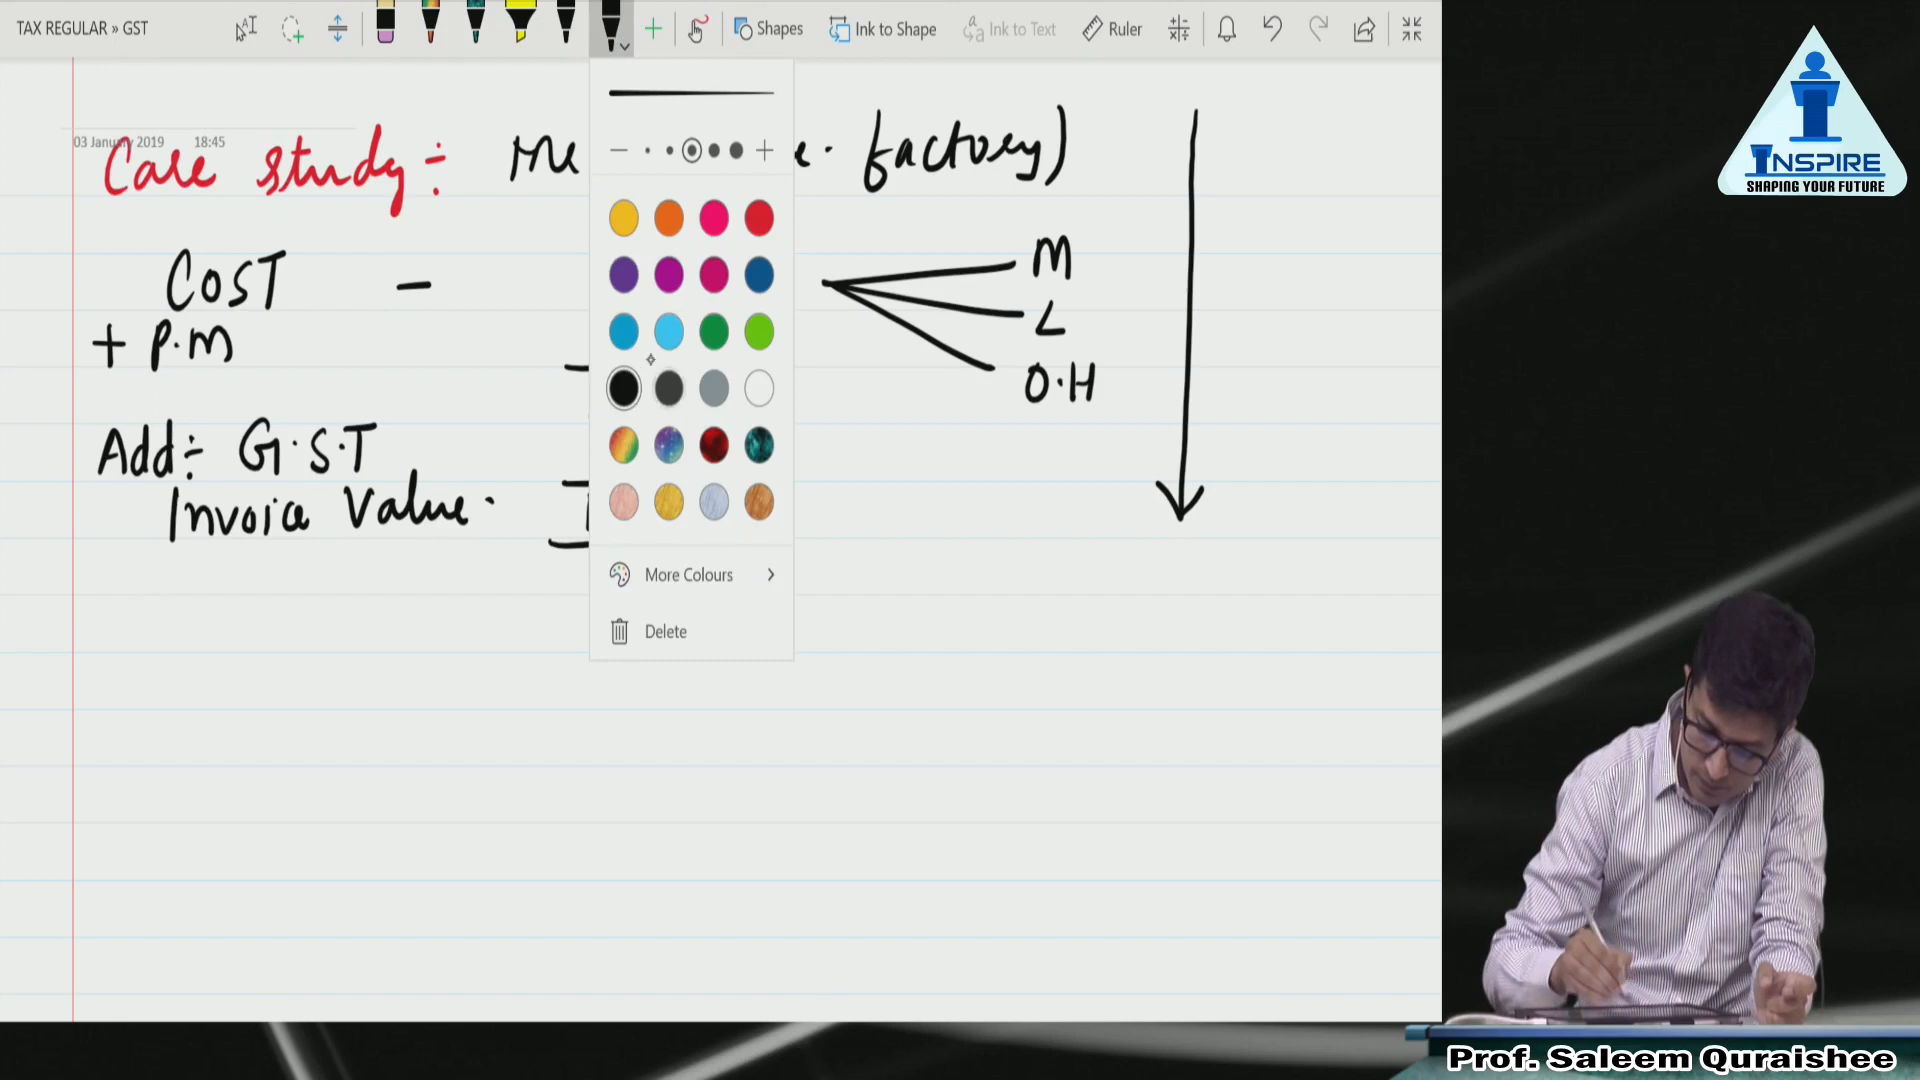 TAX REGULAR » GST
Shapes
Ink to Shape
Ink to Text
Ruler
03 January 2019 18:45
Case study ÷ factory)
COST -
M
L
O.H
+ P.M
Add ÷ G.S.T
Invoice Value.
More Colours
Delete
INSPIRE
SHAPING YOUR FUTURE
Prof. Saleem Quraishee